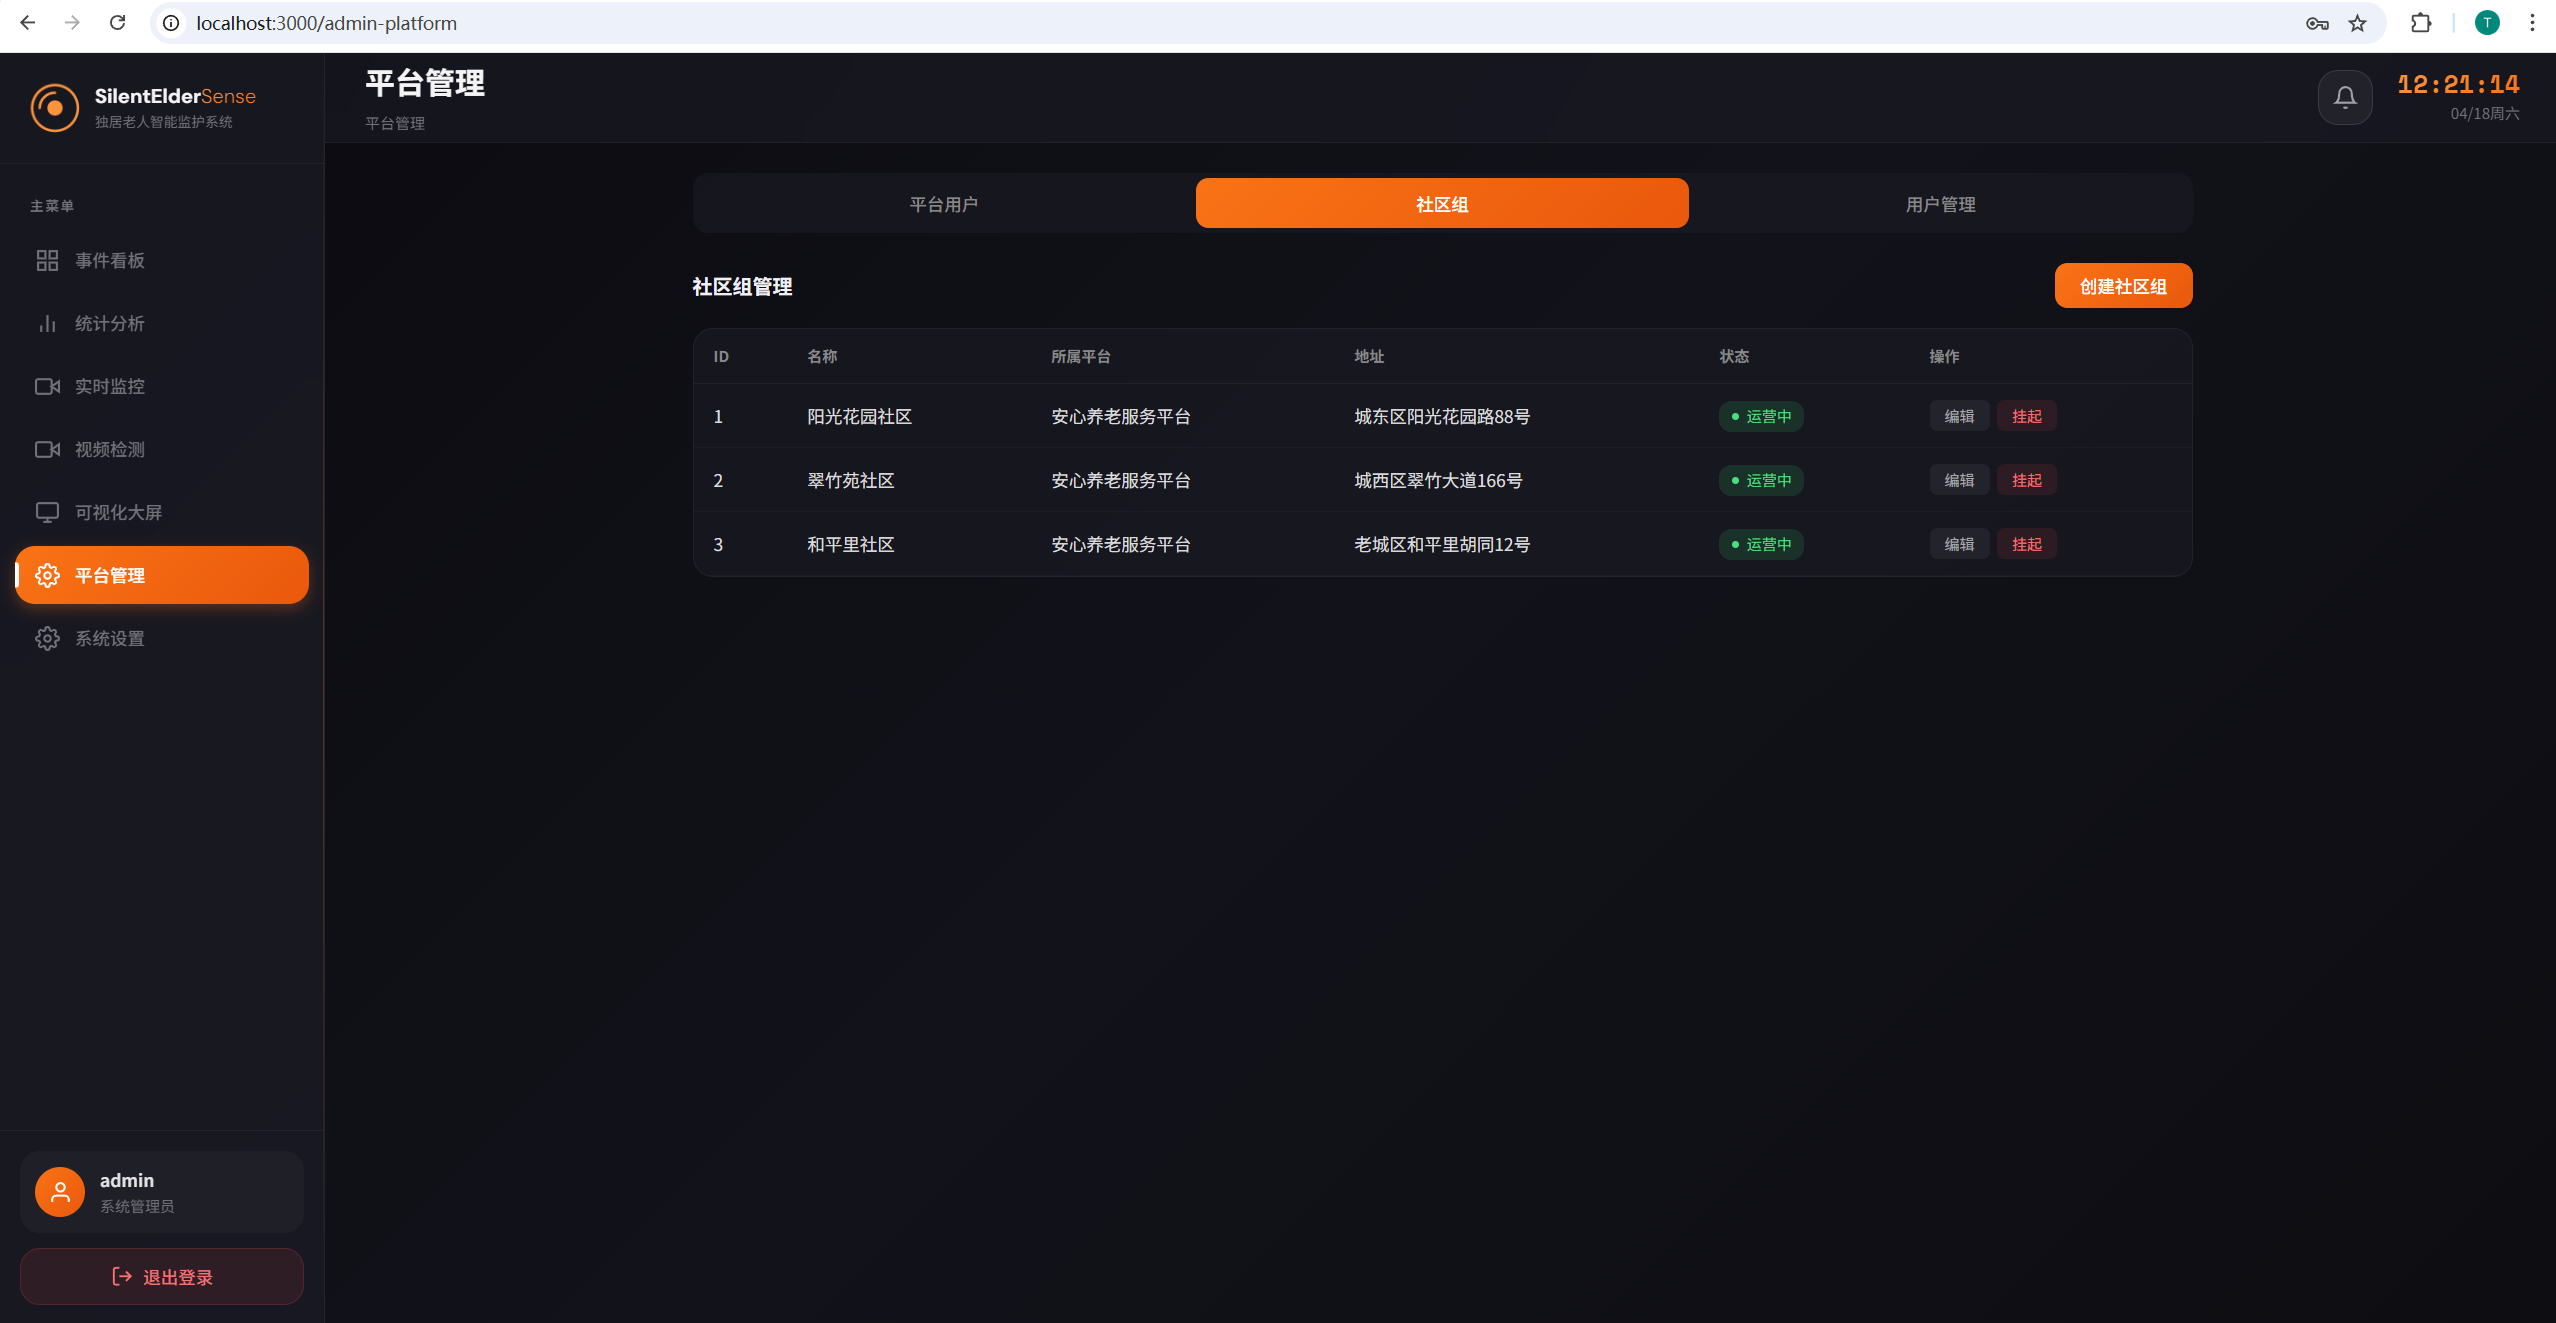 localhost:3000/admin-platform
T
SilentElderSense
独居老人智能监护系统
平台管理
平台管理
12:21:14
04/18周六
主菜单
事件看板
统计分析
实时监控
视频检测
可视化大屏
平台管理
系统设置
平台用户 社区组 用户管理
社区组管理 创建社区组
ID 名称 所属平台 地址 状态 操作
1 阳光花园社区 安心养老服务平台 城东区阳光花园路88号 运营中 编辑 挂起
2 翠竹苑社区 安心养老服务平台 城西区翠竹大道166号 运营中 编辑 挂起
3 和平里社区 安心养老服务平台 老城区和平里胡同12号 运营中 编辑 挂起
admin
系统管理员
退出登录